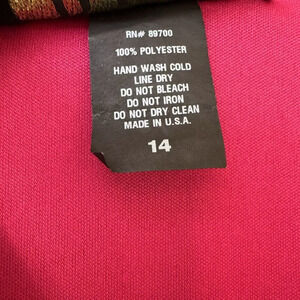 RN# 89700
100% POLYESTER
HAND WASH COLD
LINE DRY
DO NOT BLEACH
DO NOT IRON
DO NOT DRY CLEAN
MADE IN U.S.A.
14